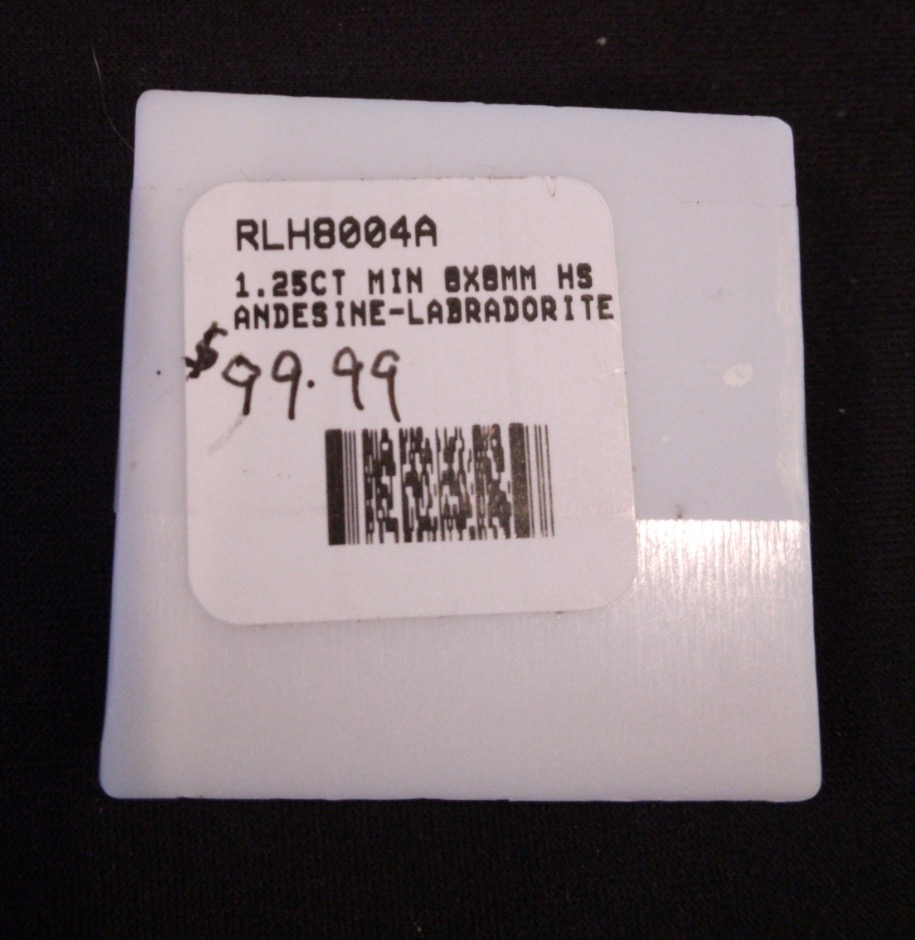 RLH8004A
1.25CT MIN 8X8MM HS
ANDESINE-LABRADORITE
$99.99